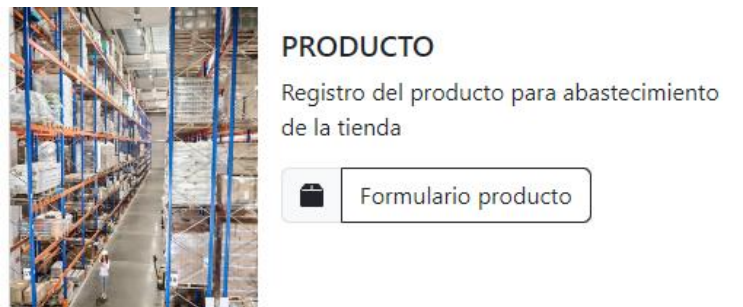 PRODUCTO
Registro del producto para abastecimiento
de la tienda
Formulario producto